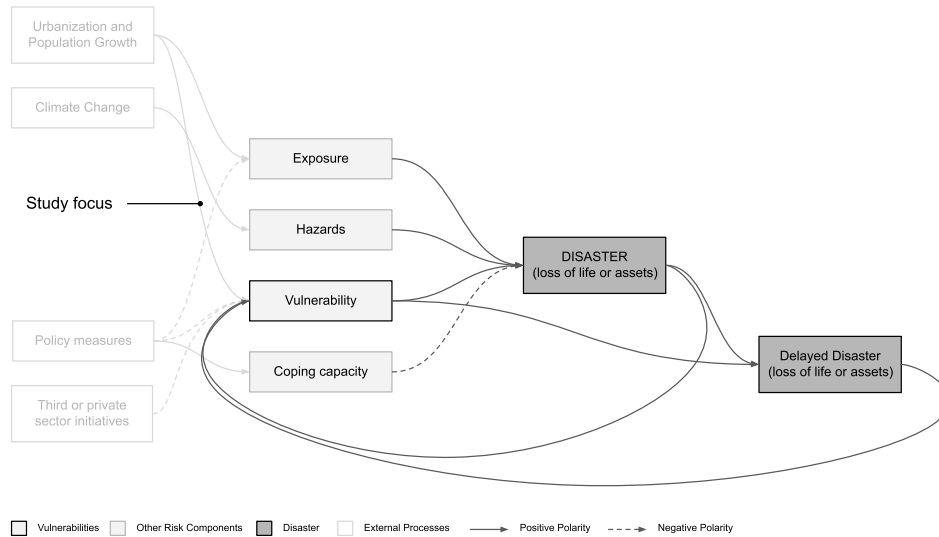 Urbanization and
Population Growth
Climate Change
Exposure
Study focus
Hazards
DISASTER
(loss of life or assets)
Vulnerability
Policy measures
Delayed Disaster
(loss of life or assets)
Coping capacity
Third or private
sector initiatives
Vulnerabilities
Other Risk Components
Disaster
External Processes
Positive Polarity
Negative Polarity